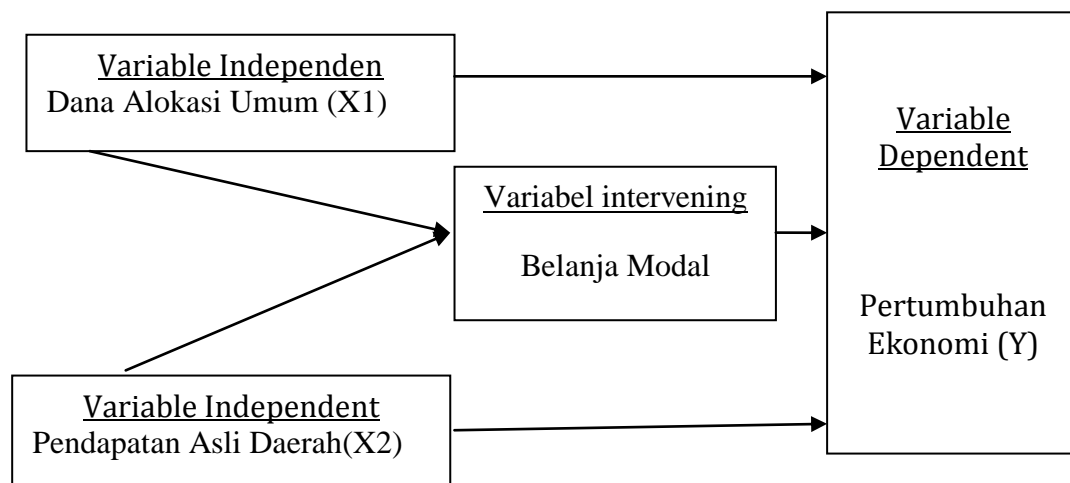 Variable Independen
Dana Alokasi Umum (X1)
Variabel intervening
Belanja Modal
Variable Independent
Pendapatan Asli Daerah(X2)
Variable
Dependent
Pertumbuhan
Ekonomi (Y)